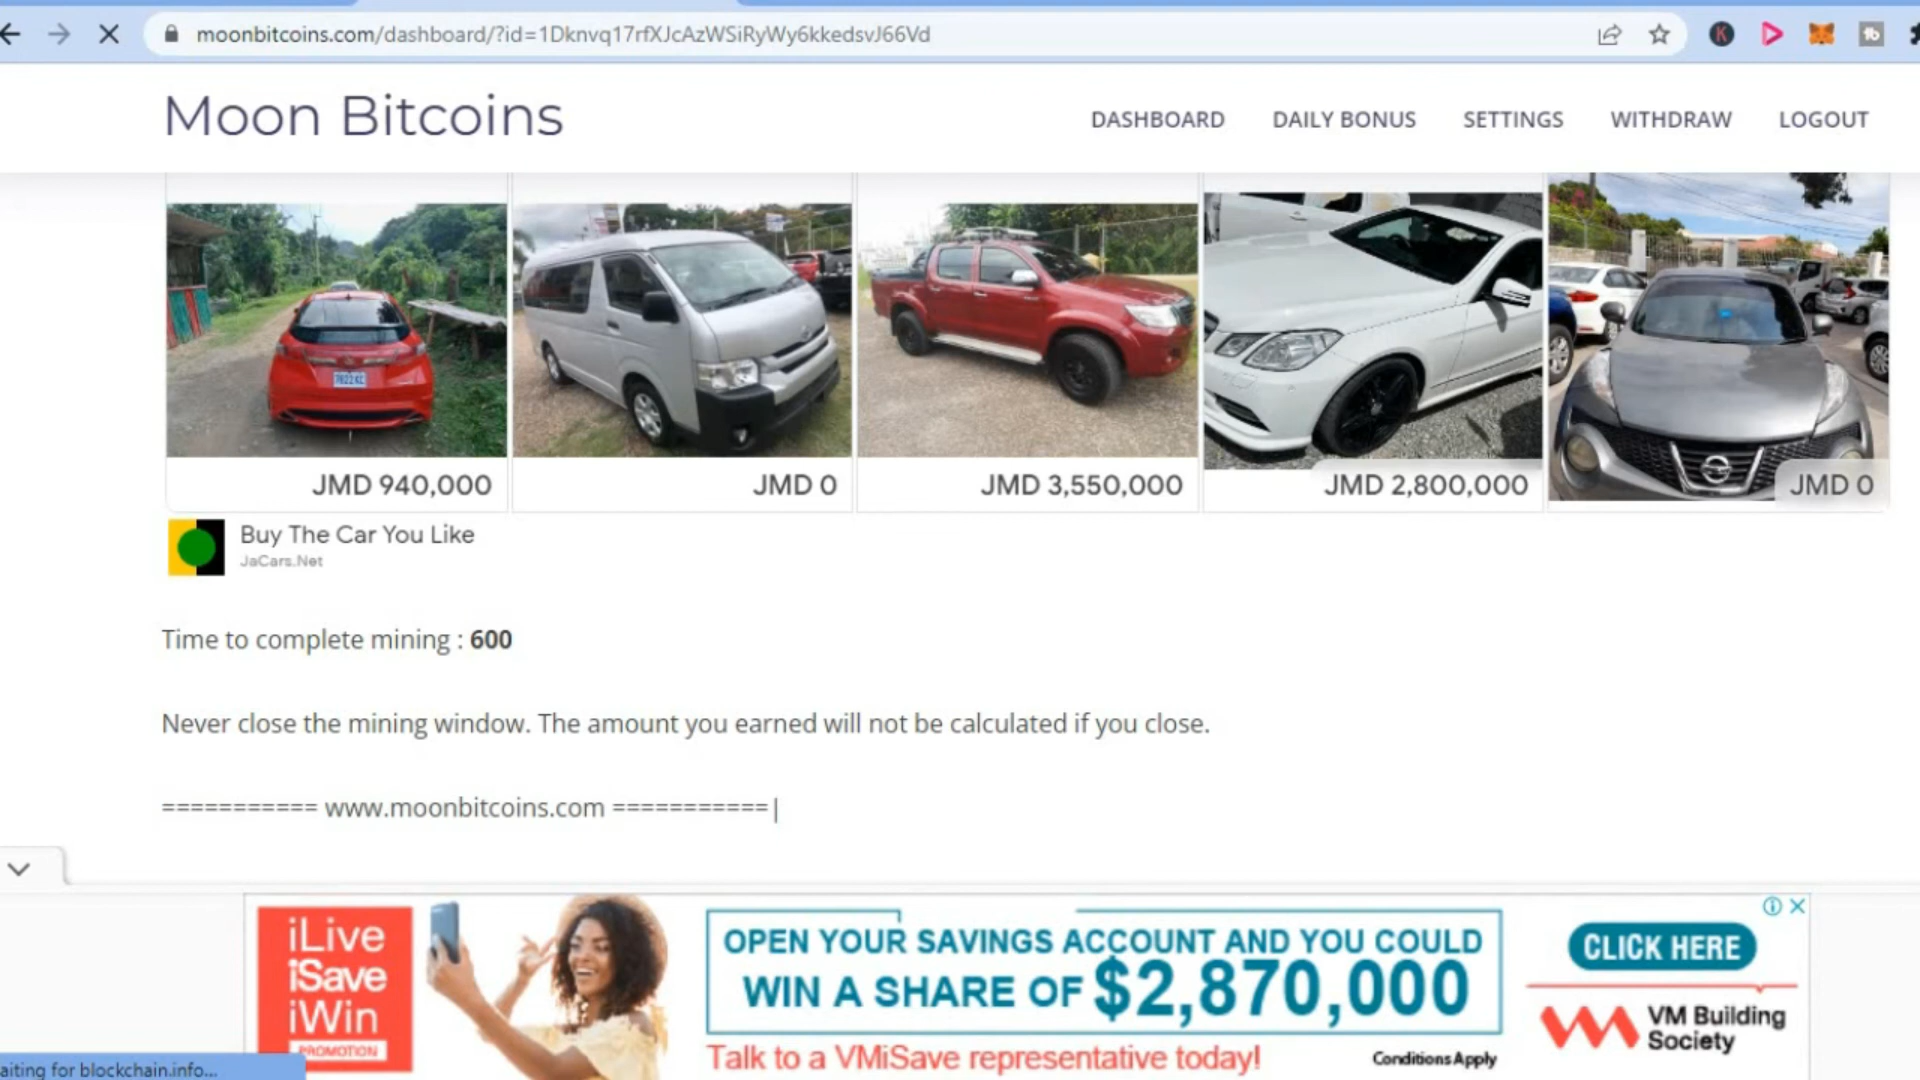 moonbitcoins.com/dashboard/?id=1Dknvq17rfXJcAzWSiRyWy6kkedsvJ66Vd
Moon Bitcoins
DASHBOARD DAILY BONUS SETTINGS WITHDRAW LOGOUT
JMD 940,000 JMD 0 JMD 3,550,000 JMD 2,800,000 JMD 0
Buy The Car You Like
JaCars.Net
Time to complete mining : 600
Never close the mining window. The amount you earned will not be calculated if you close.
=========== www.moonbitcoins.com ===========|
iLive
iSave
iWin
PROMOTION
OPEN YOUR SAVINGS ACCOUNT AND YOU COULD
WIN A SHARE OF $2,870,000
Talk to a VMiSave representative today!
Conditions Apply
CLICK HERE
VM Building
Society
aiting for blockchain.info...